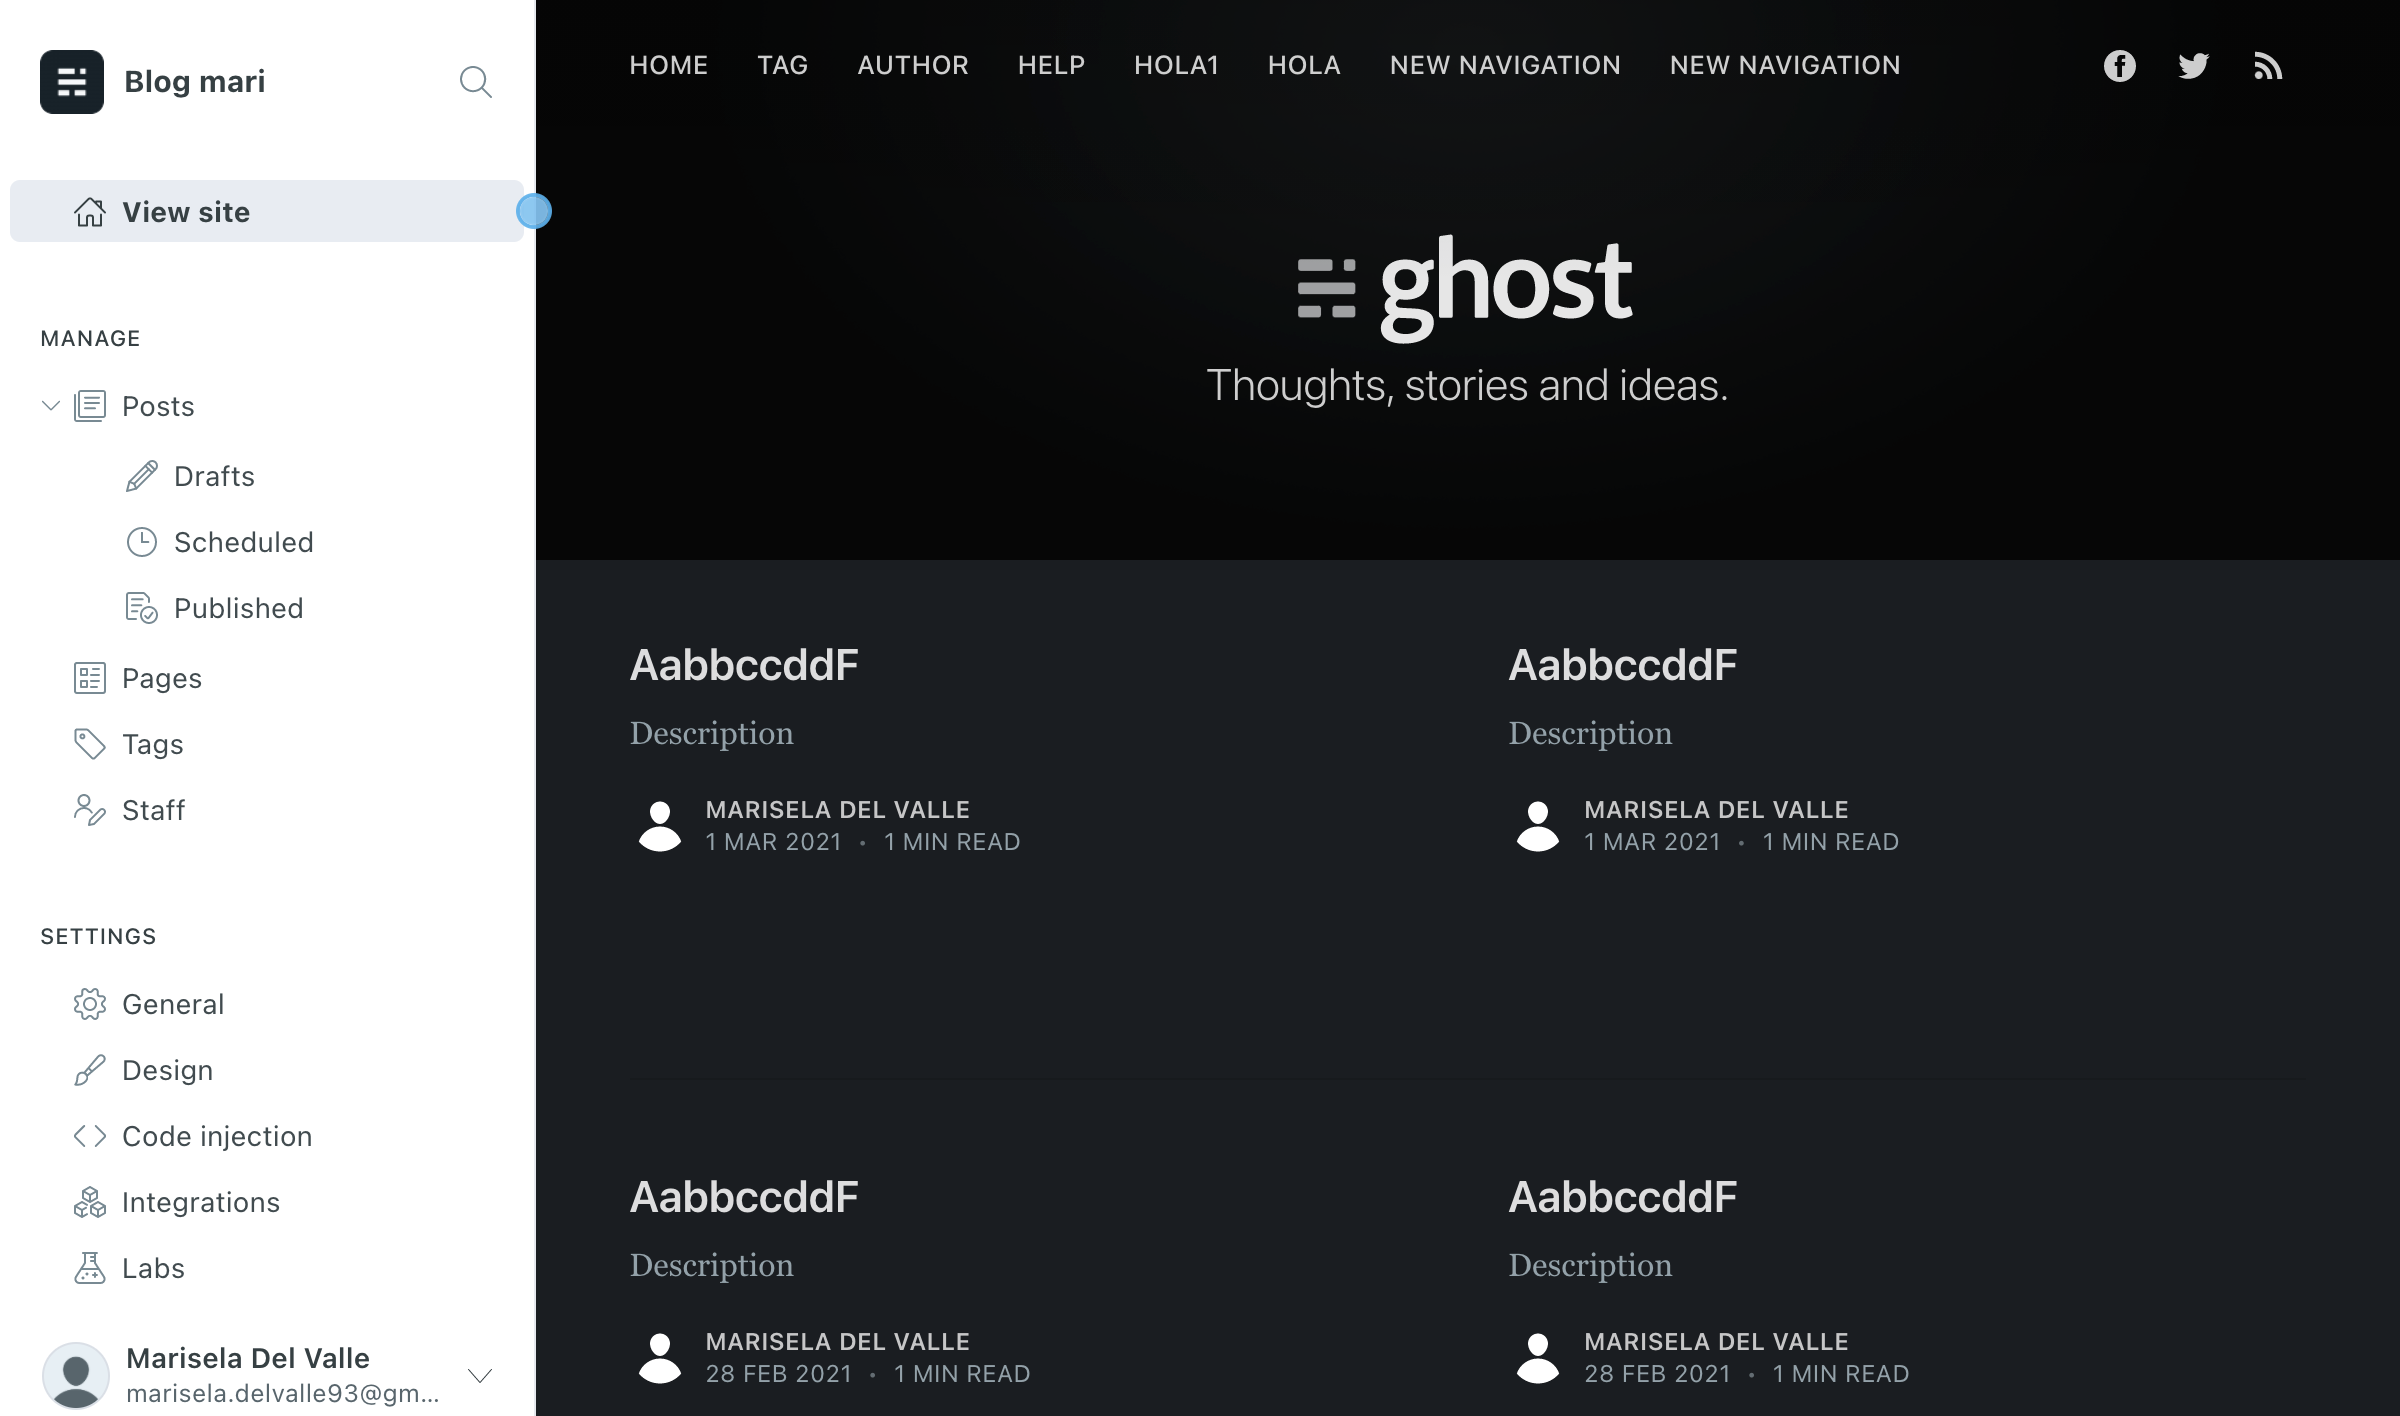 Blog mari
View site
MANAGE
Posts
Drafts
Scheduled
Published
Pages
Tags
Staff
SETTINGS
General
Design
Code injection
Integrations
Labs
Marisela Del Valle
marisela.delvalle93@gm...
HOME TAG AUTHOR HELP HOLA1 HOLA NEW NAVIGATION NEW NAVIGATION
ghost
Thoughts, stories and ideas.
AabbccddF
Description
MARISELA DEL VALLE
1 MAR 2021 • 1 MIN READ
AabbccddF
Description
MARISELA DEL VALLE
1 MAR 2021 • 1 MIN READ
AabbccddF
Description
MARISELA DEL VALLE
28 FEB 2021 • 1 MIN READ
AabbccddF
Description
MARISELA DEL VALLE
28 FEB 2021 • 1 MIN READ